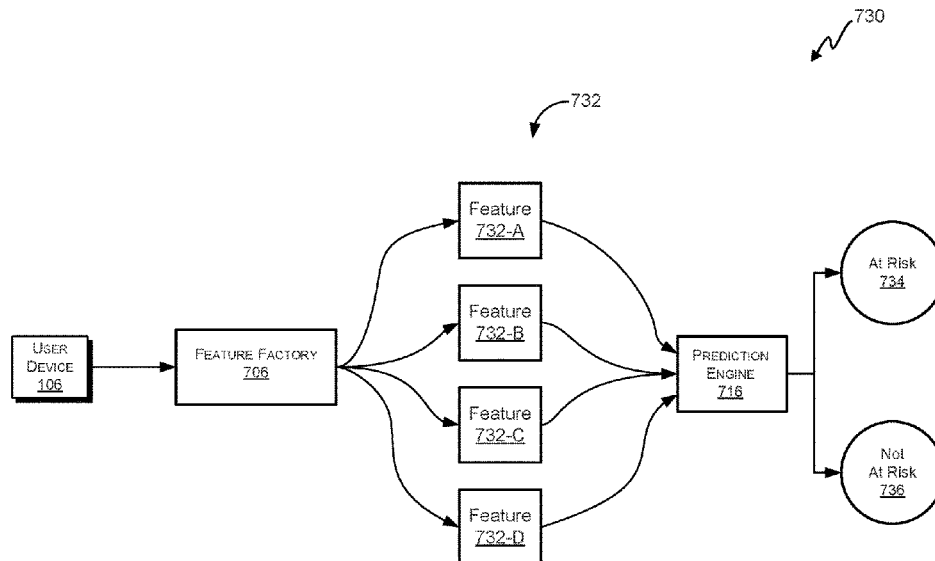 730
732
Feature
732-A
Feature
732-B
Feature
732-C
Feature
732-D
USER
DEVICE
106
FEATURE FACTORY
706
PREDICTION
ENGINE
716
At Risk
734
Not
At Risk
736